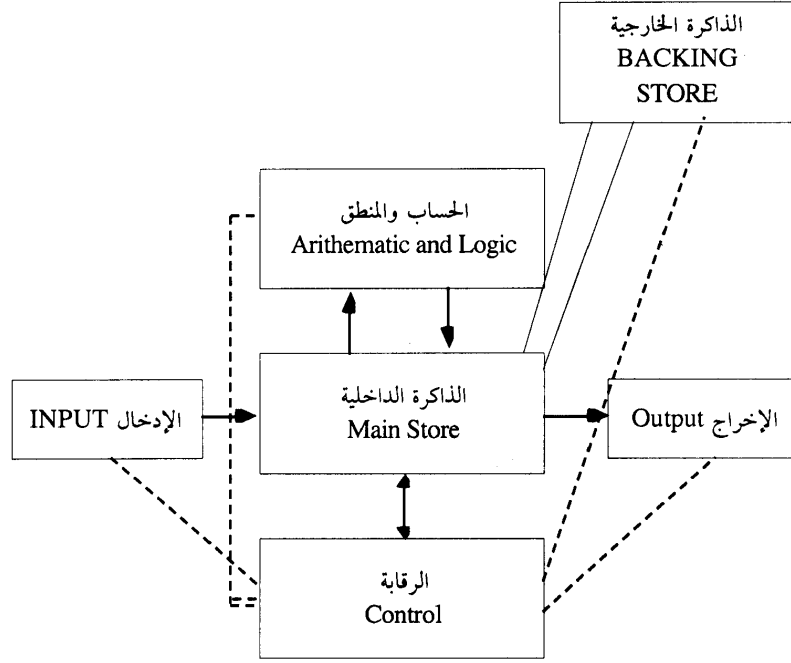 الذاكرة الخارجية
BACKING
STORE
الحساب والمنطق
Arithematic and Logic
الذاكرة الداخلية
Main Store
INPUT الإدخال
Output الإخراج
الرقابة
Control